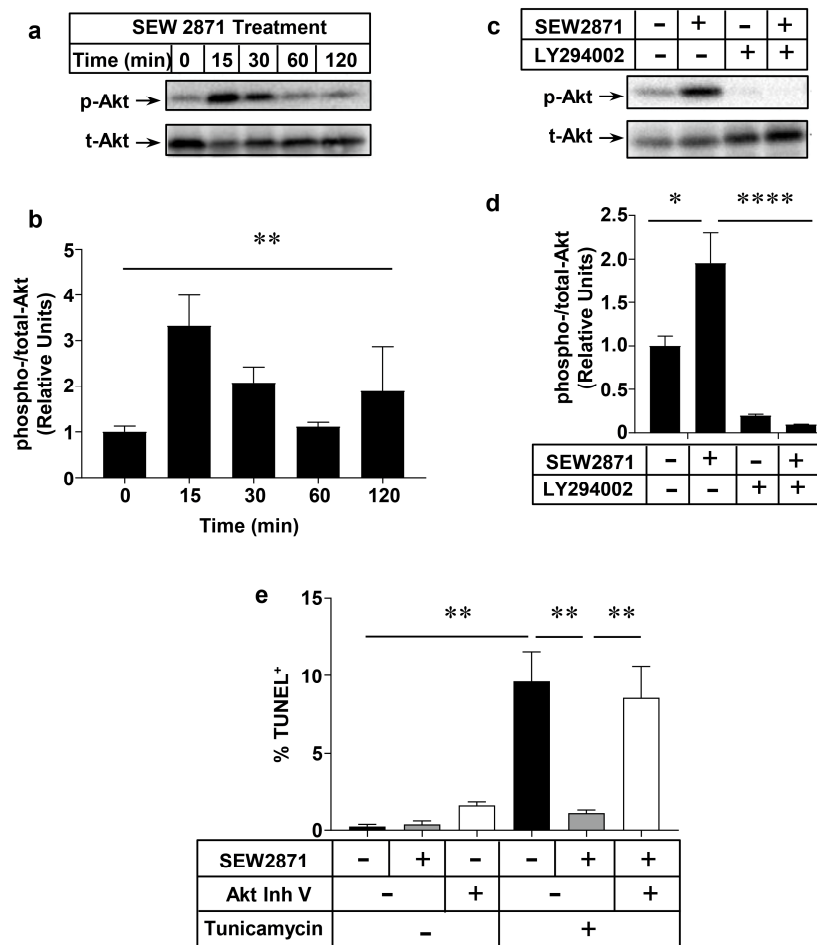 a
SEW 2871 Treatment
Time (min) 0 15 30 60 120
p-Akt
t-Akt
c
SEW2871 - + - +
LY294002 - - + +
p-Akt
t-Akt
b
phospho-/total-Akt
(Relative Units)
**
5
4
3
2
1
0
0 15 30 60 120
Time (min)
d
phospho-/total-Akt
(Relative Units)
* ****
2.5
2.0
1.5
1.0
0.5
0
SEW2871 - + - +
LY294002 - - + +
e
% TUNEL+
** ** **
15
10
5
0
SEW2871 - + - - + +
Akt Inh V - + - +
Tunicamycin - +